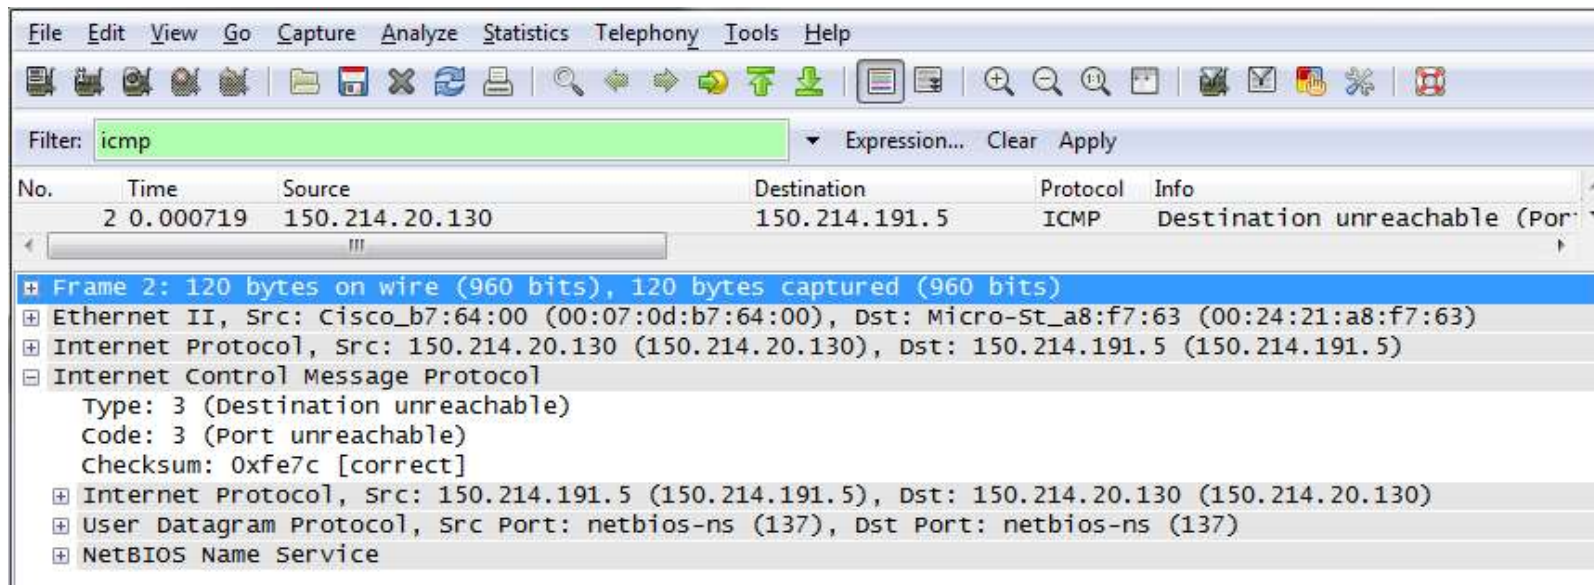 File Edit View Go Capture Analyze Statistics Telephony Tools Help
Filter: icmp Expression... Clear Apply
No. Time Source Destination Protocol Info
2 0.000719 150.214.20.130 150.214.191.5 ICMP Destination unreachable (Por
Frame 2: 120 bytes on wire (960 bits), 120 bytes captured (960 bits)
Ethernet II, Src: Cisco_b7:64:00 (00:07:0d:b7:64:00), Dst: Micro-St_a8:f7:63 (00:24:21:a8:f7:63)
Internet Protocol, Src: 150.214.20.130 (150.214.20.130), Dst: 150.214.191.5 (150.214.191.5)
Internet Control Message Protocol
Type: 3 (Destination unreachable)
Code: 3 (Port unreachable)
Checksum: 0xfe7c [correct]
Internet Protocol, Src: 150.214.191.5 (150.214.191.5), Dst: 150.214.20.130 (150.214.20.130)
User Datagram Protocol, Src Port: netbios-ns (137), Dst Port: netbios-ns (137)
NetBIOS Name Service